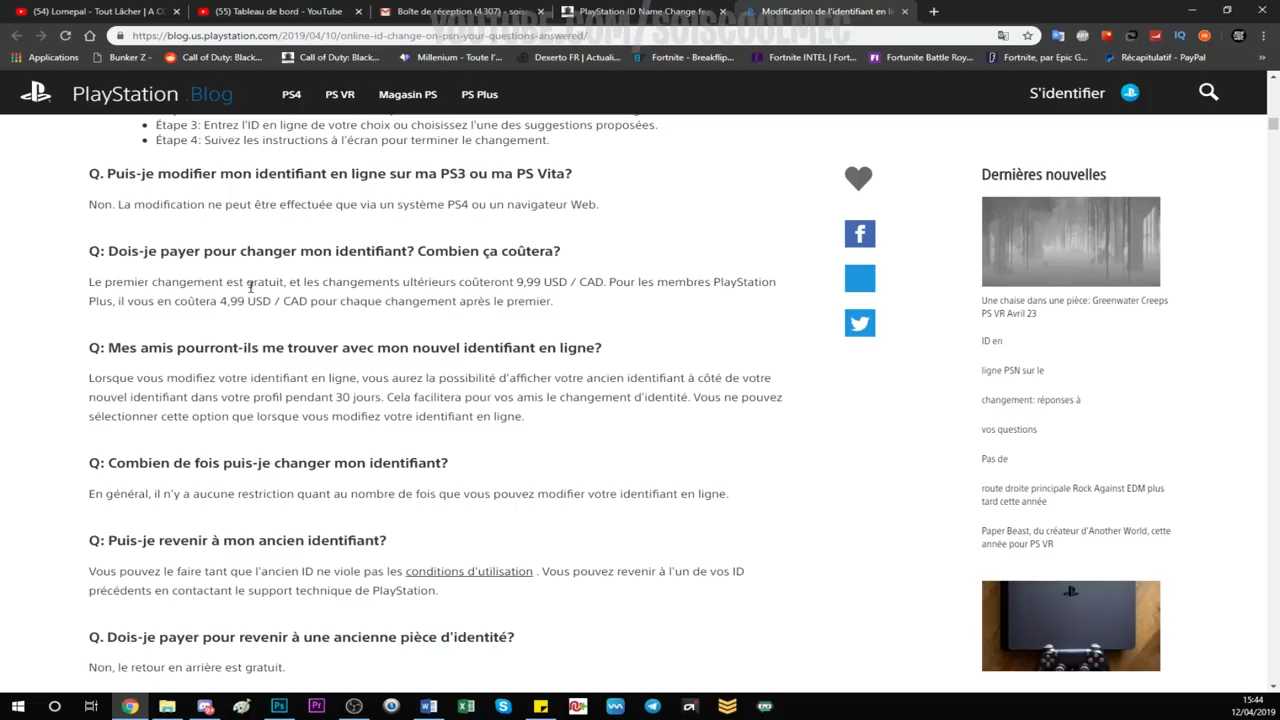 (54) Lomepal - Tout Lâcher | A CO
(55) Tableau de bord - YouTube
Boîte de réception (4 307) - sois
PlayStation ID Name Change fe
Modification de l'identifiant en li
YOUTUBE.COM/SOISCOOLMEC
https://blog.us.playstation.com/2019/04/10/online-id-change-on-psn-your-questions-answered/
Applications
Bunker Z -
Call of Duty: Black...
Call of Duty: Black...
Millenium - Toute l'...
Dexerto FR | Actuali...
Fortnite - Breakflip...
Fortnite INTEL | Fort...
Fortunite Battle Roy...
Fortnite, par Epic G...
Récapitulatif - PayPal
PlayStation.Blog
PS4
PS VR
Magasin PS
PS Plus
S'identifier
• Étape 3: Entrez l'ID en ligne de votre choix ou choisissez l'une des suggestions proposées.
• Étape 4: Suivez les instructions à l'écran pour terminer le changement.
Q. Puis-je modifier mon identifiant en ligne sur ma PS3 ou ma PS Vita?
Non. La modification ne peut être effectuée que via un système PS4 ou un navigateur Web.
Q: Dois-je payer pour changer mon identifiant? Combien ça coûtera?
Le premier changement est gratuit, et les changements ultérieurs coûteront 9,99 USD / CAD. Pour les membres PlayStation
Plus, il vous en coûtera 4,99 USD / CAD pour chaque changement après le premier.
Q: Mes amis pourront-ils me trouver avec mon nouvel identifiant en ligne?
Lorsque vous modifiez votre identifiant en ligne, vous aurez la possibilité d'afficher votre ancien identifiant à côté de votre
nouvel identifiant dans votre profil pendant 30 jours. Cela facilitera pour vos amis le changement d'identité. Vous ne pouvez
sélectionner cette option que lorsque vous modifiez votre identifiant en ligne.
Q: Combien de fois puis-je changer mon identifiant?
En général, il n'y a aucune restriction quant au nombre de fois que vous pouvez modifier votre identifiant en ligne.
Q: Puis-je revenir à mon ancien identifiant?
Vous pouvez le faire tant que l'ancien ID ne viole pas les conditions d'utilisation . Vous pouvez revenir à l'un de vos ID
précédents en contactant le support technique de PlayStation.
Q. Dois-je payer pour revenir à une ancienne pièce d'identité?
Non, le retour en arrière est gratuit.
Dernières nouvelles
Une chaise dans une pièce: Greenwater Creeps
PS VR Avril 23
ID en
ligne PSN sur le
changement: réponses à
vos questions
Pas de
route droite principale Rock Against EDM plus
tard cette année
Paper Beast, du créateur d'Another World, cette
année pour PS VR
15:44
12/04/2019